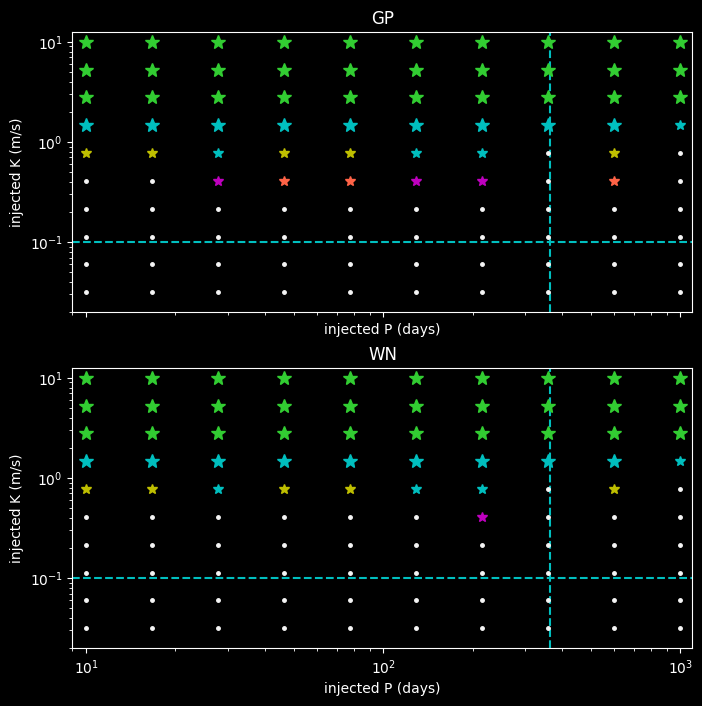 GP
10¹
10⁰
10⁻¹
injected K (m/s)
injected P (days)
WN
10¹
10⁰
10⁻¹
injected K (m/s)
10¹ 10² 10³
injected P (days)